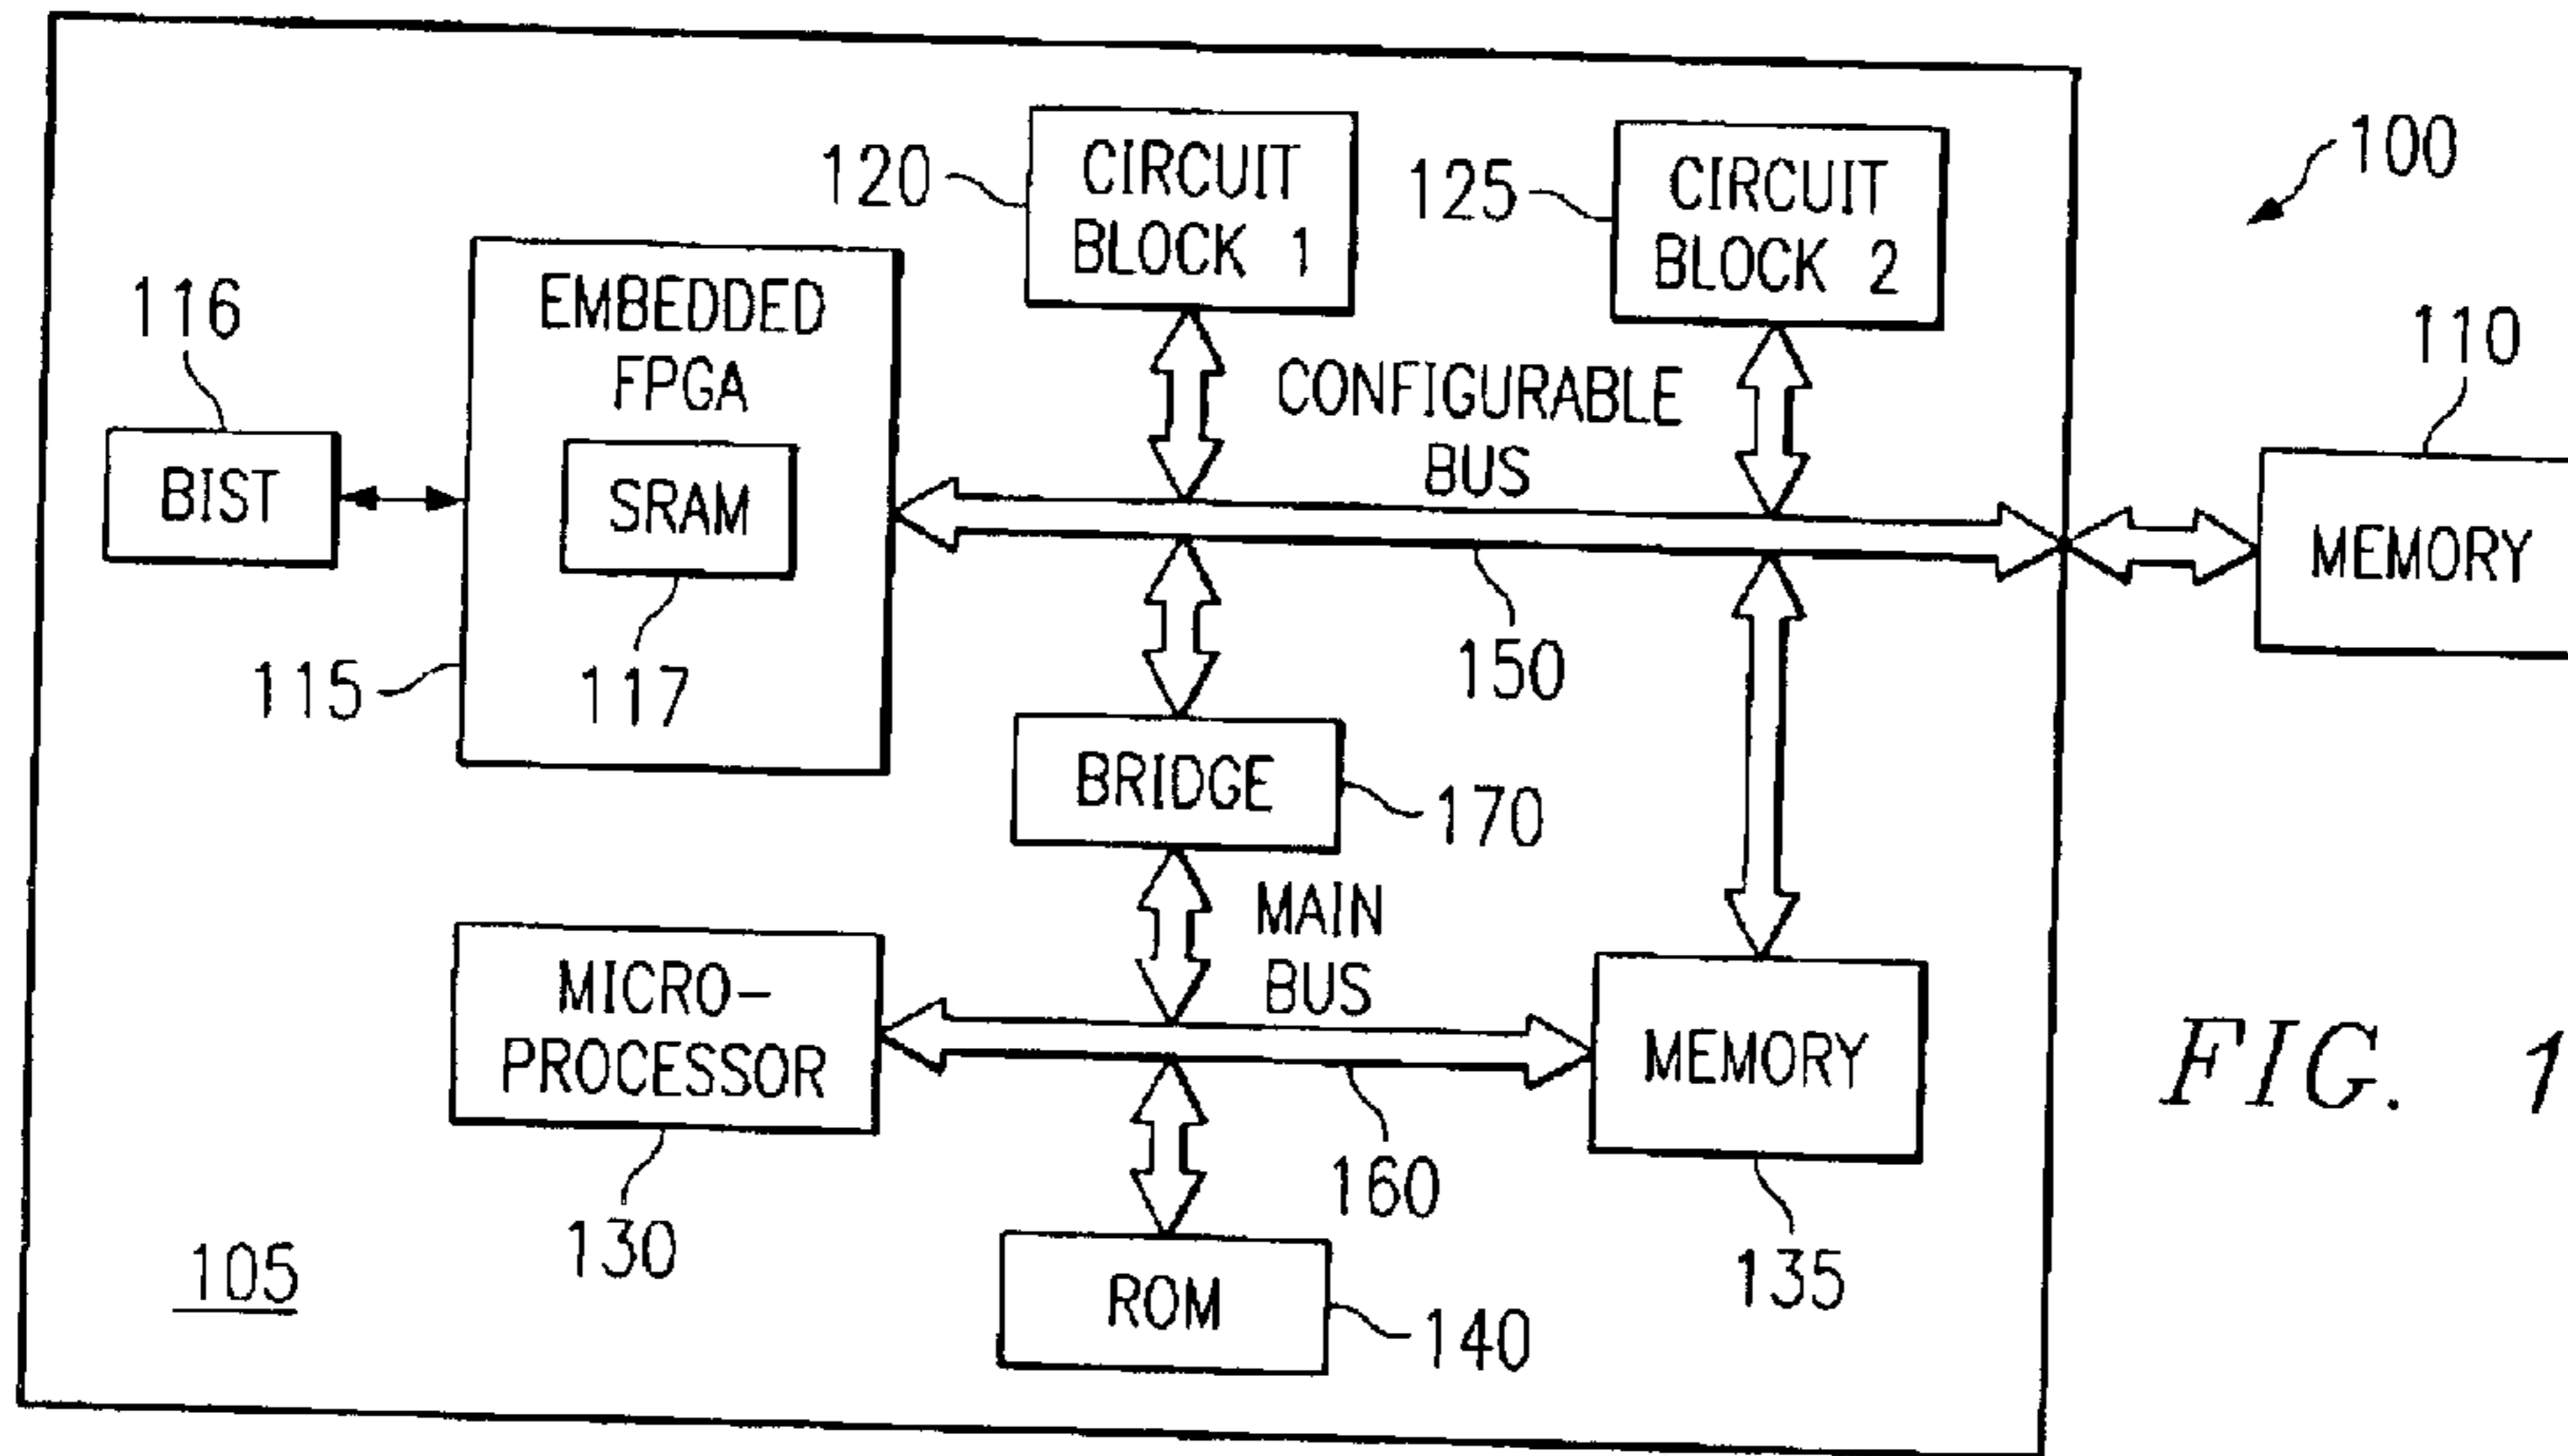 100
120
CIRCUIT
BLOCK 1
125
CIRCUIT
BLOCK 2
116
EMBEDDED
FPGA
110
CONFIGURABLE
BUS
BIST
SRAM
MEMORY
115
117
150
BRIDGE
170
MAIN
BUS
MICRO-
PROCESSOR
MEMORY
FIG. 1
130
160
135
105
ROM
140